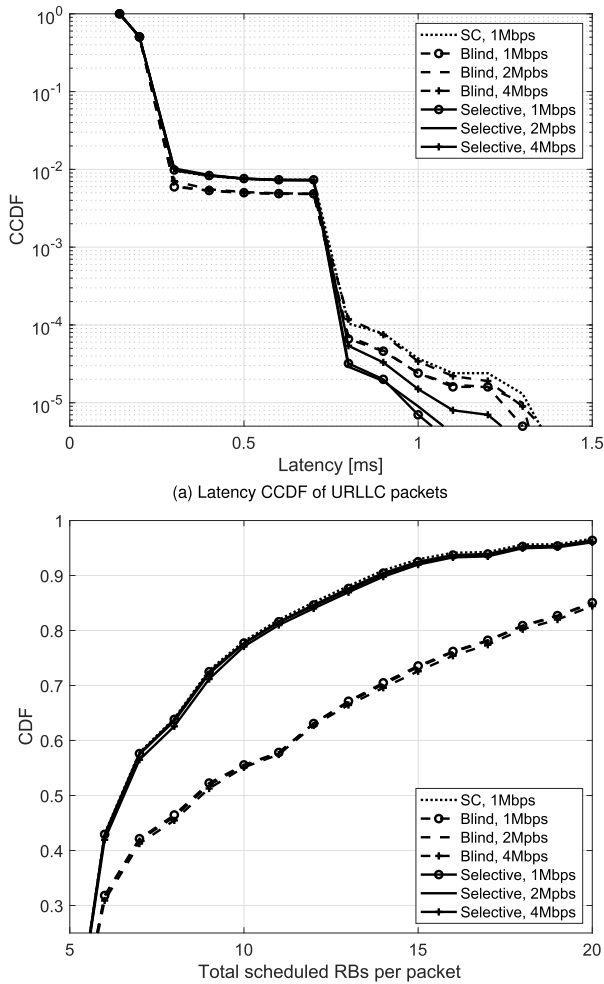 10^0
10^-1
10^-2
10^-3
10^-4
10^-5
CCDF
SC, 1Mbps
Blind, 1Mbps
Blind, 2Mpbs
Blind, 4Mbps
Selective, 1Mbps
Selective, 2Mpbs
Selective, 4Mbps
0 0.5 1 1.5
Latency [ms]
(a) Latency CCDF of URLLC packets
1
0.9
0.8
0.7
0.6
0.5
0.4
0.3
CDF
SC, 1Mbps
Blind, 1Mbps
Blind, 2Mpbs
Blind, 4Mbps
Selective, 1Mbps
Selective, 2Mpbs
Selective, 4Mbps
5 10 15 20
Total scheduled RBs per packet